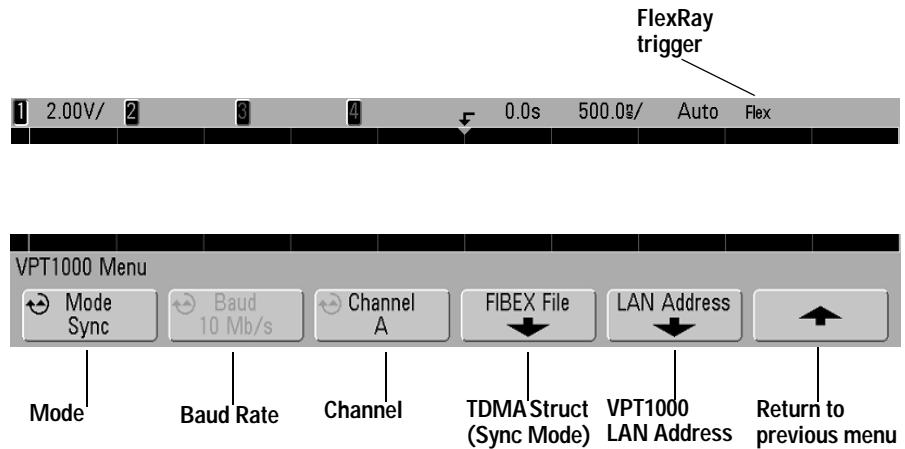 FlexRay
trigger
1 2.00V/ 2 3 4 0.0s 500.0ns/ Auto Flex
VPT1000 Menu
Mode Baud Channel FIBEX File LAN Address
Sync 10 Mb/s A
Mode Baud Rate Channel TDMA Struct VPT1000 Return to
(Sync Mode) LAN Address previous menu